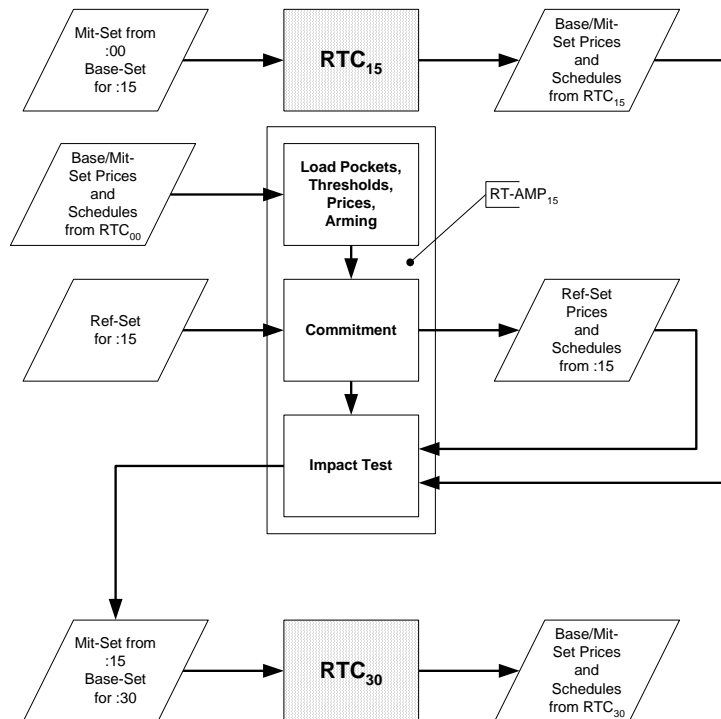 Mit-Set from
:00
Base-Set
for :15
RTC15
Base/Mit-
Set Prices
and
Schedules
from RTC15
Base/Mit-
Set Prices
and
Schedules
from RTC00
Load Pockets,
Thresholds,
Prices,
Arming
RT-AMP15
Ref-Set
for :15
Commitment
Ref-Set
Prices
and
Schedules
from :15
Impact Test
Mit-Set from
:15
Base-Set
for :30
RTC30
Base/Mit-
Set Prices
and
Schedules
from RTC30